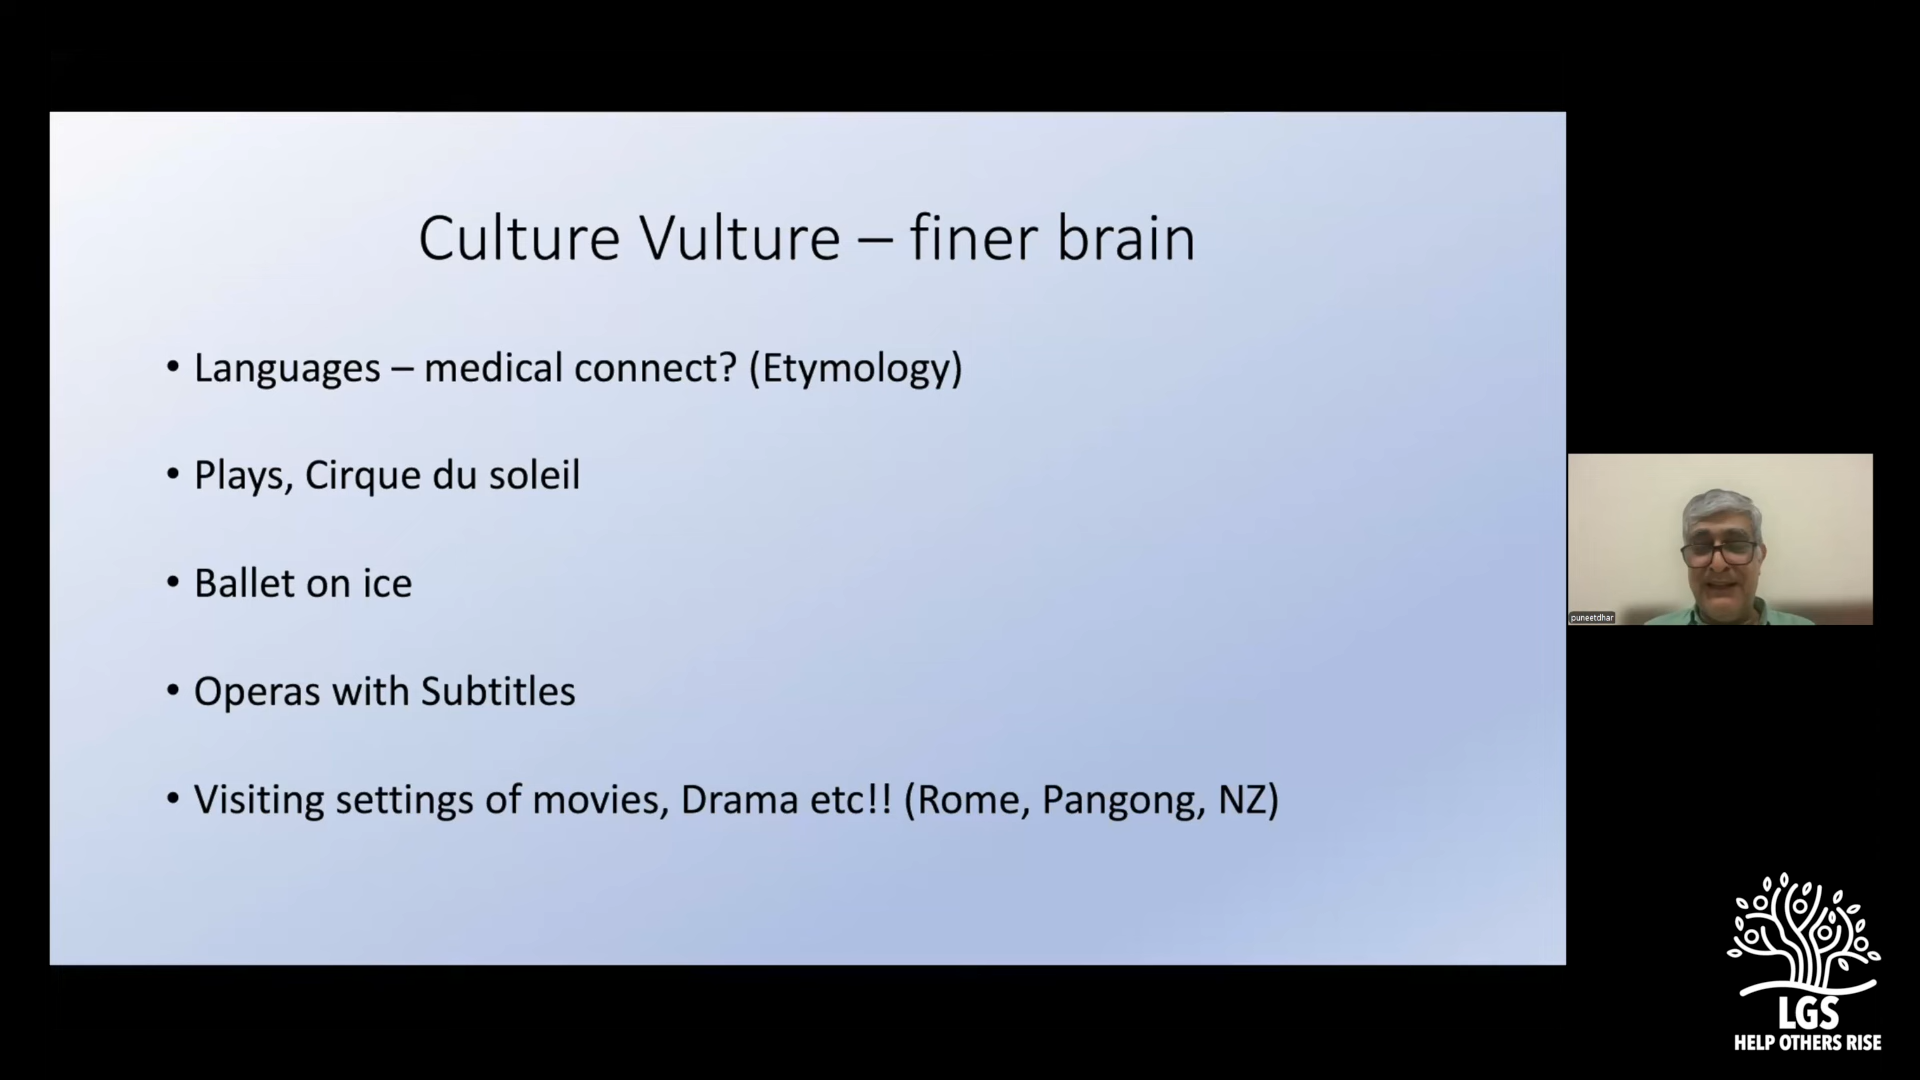 Culture Vulture – finer brain
• Languages – medical connect? (Etymology)
• Plays, Cirque du soleil
• Ballet on ice
• Operas with Subtitles
• Visiting settings of movies, Drama etc!! (Rome, Pangong, NZ)
puneetdhar
LGS
HELP OTHERS RISE